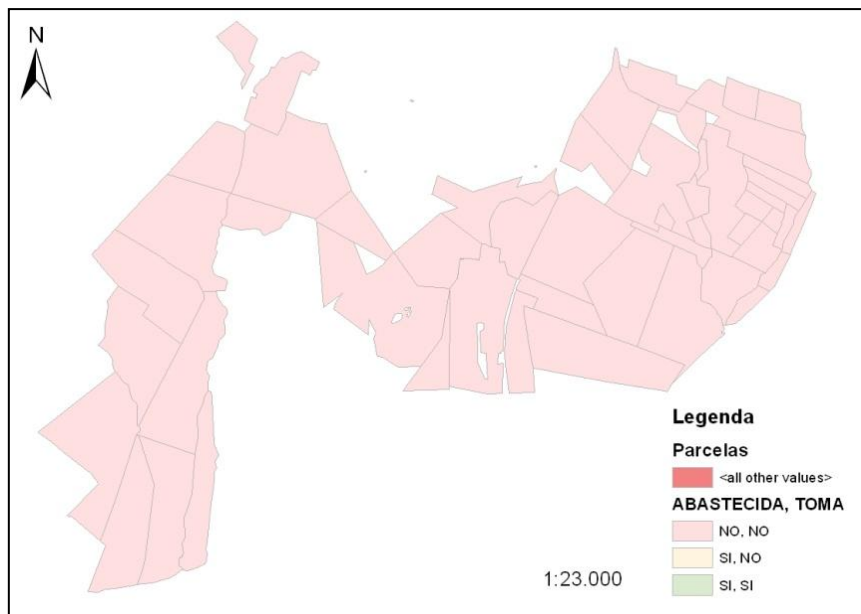 N
Legenda
Parcelas
<all other values>
ABASTECIDA, TOMA
NO, NO
SI, NO
SI, SI
1:23.000